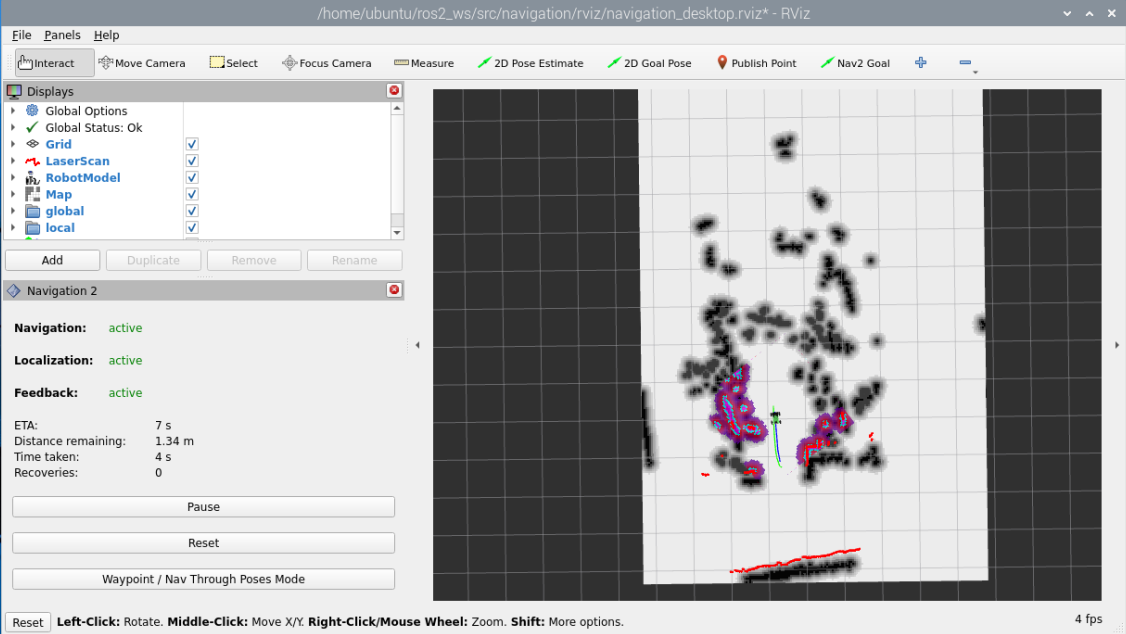 /home/ubuntu/ros2_ws/src/navigation/rviz/navigation_desktop.rviz* - RViz
File Panels Help
Interact Move Camera Select Focus Camera Measure 2D Pose Estimate 2D Goal Pose Publish Point Nav2 Goal
Displays
Global Options
Global Status: Ok
Grid
LaserScan
RobotModel
Map
global
local
Add Duplicate Remove Rename
Navigation 2
Navigation: active
Localization: active
Feedback: active
ETA: 7 s
Distance remaining: 1.34 m
Time taken: 4 s
Recoveries: 0
Pause
Reset
Waypoint / Nav Through Poses Mode
Reset Left-Click: Rotate. Middle-Click: Move X/Y. Right-Click/Mouse Wheel: Zoom. Shift: More options. 4 fps